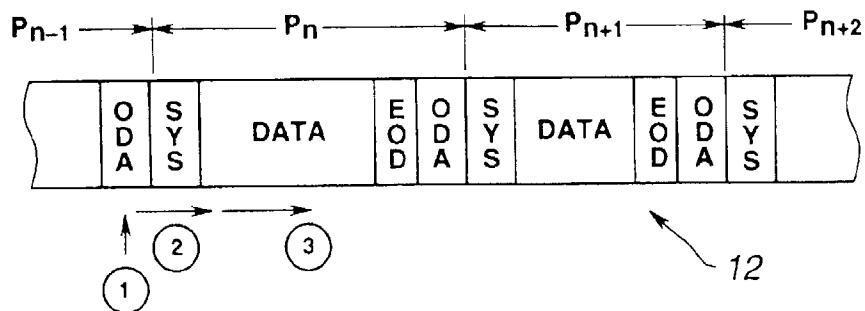 Pn-1 Pn Pn+1 Pn+2
ODA SYS DATA EOD ODA SYS DATA EOD ODA SYS
1 2 3 12